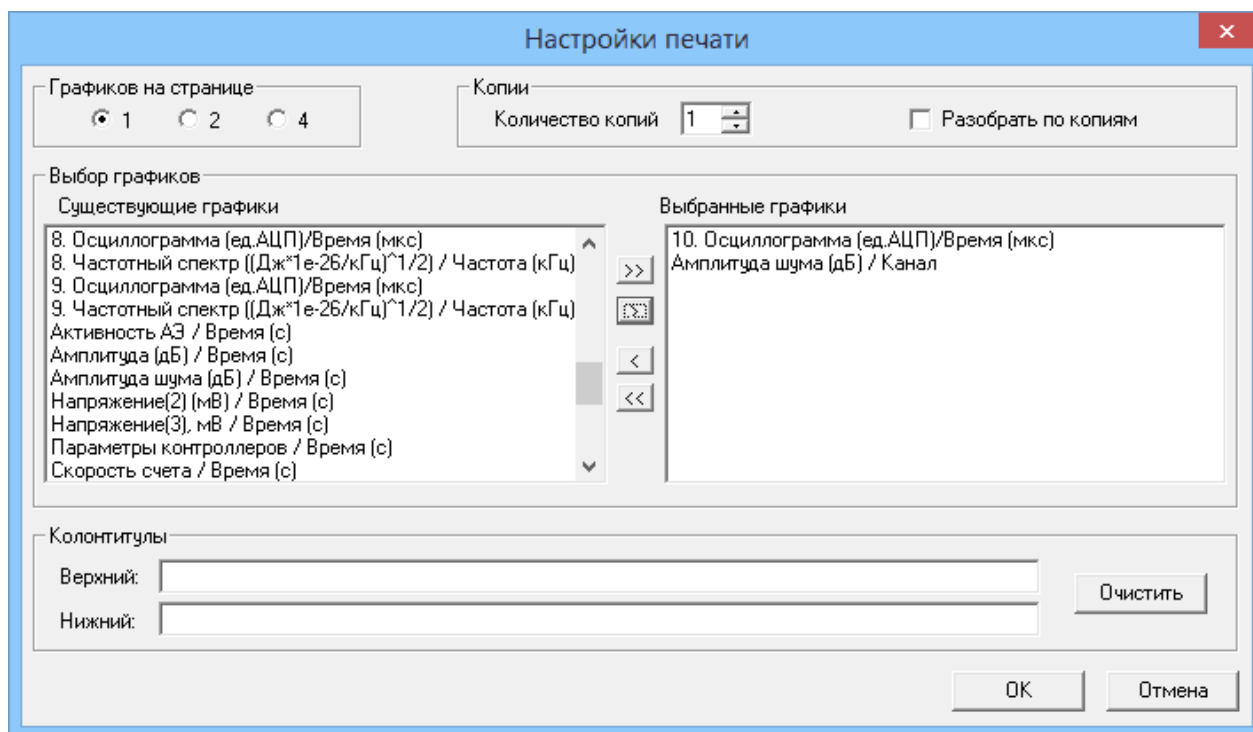 Настройки печати
Графиков на странице
1 2 4
Копии
Количество копий 1
Разобрать по копиям
Выбор графиков
Существующие графики
8. Осциллограмма (ед.АЦП)/Время (мкс)
8. Частотный спектр ((Дж*1е-26/кГц)^1/2) / Частота (кГц)
9. Осциллограмма (ед.АЦП)/Время (мкс)
9. Частотный спектр ((Дж*1е-26/кГц)^1/2) / Частота (кГц)
Активность АЭ / Время (с)
Амплитуда (дБ) / Время (с)
Амплитуда шума (дБ) / Время (с)
Напряжение(2) (мВ) / Время (с)
Напряжение(3), мВ / Время (с)
Параметры контроллеров / Время (с)
Скорость счета / Время (с)
>>
>
<
<<
Выбранные графики
10. Осциллограмма (ед.АЦП)/Время (мкс)
Амплитуда шума (дБ) / Канал
Колонтитулы
Верхний:
Нижний:
Очистить
OK
Отмена